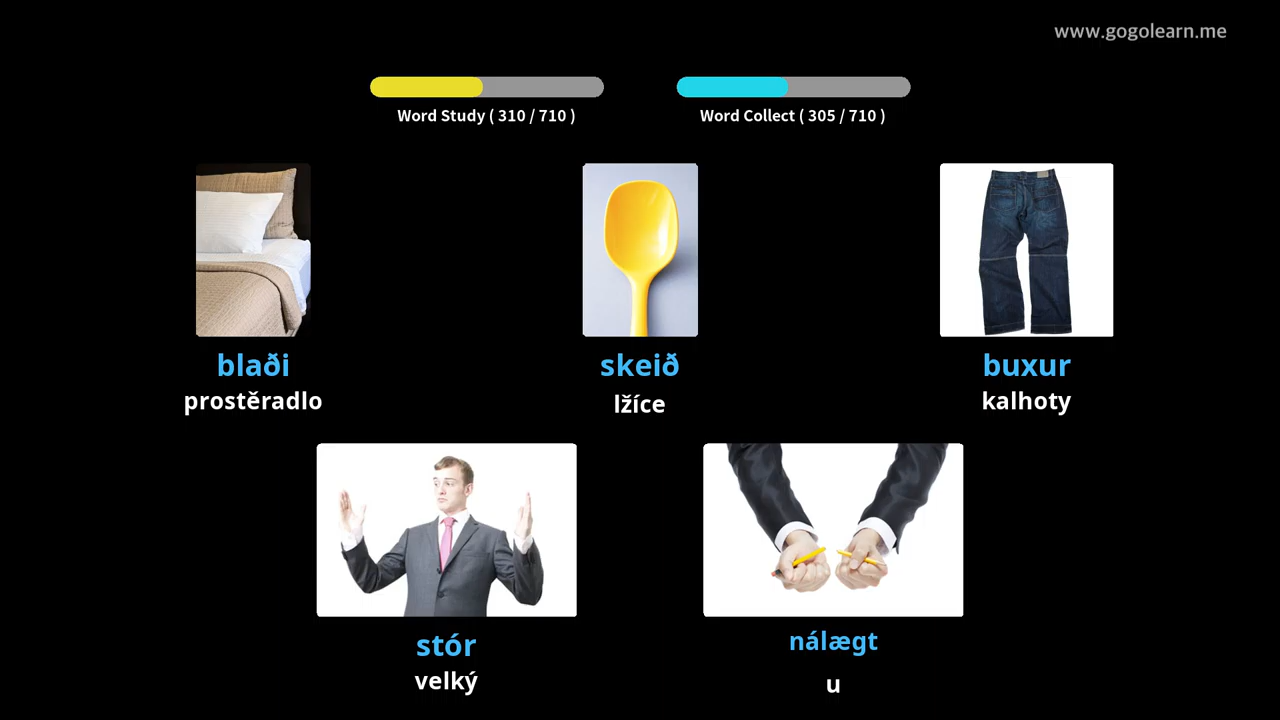 www.gogolearn.me
Word Study ( 310 / 710 )
Word Collect ( 305 / 710 )
blaði
prostěradlo
skeið
lžíce
buxur
kalhoty
stór
velký
nálægt
u